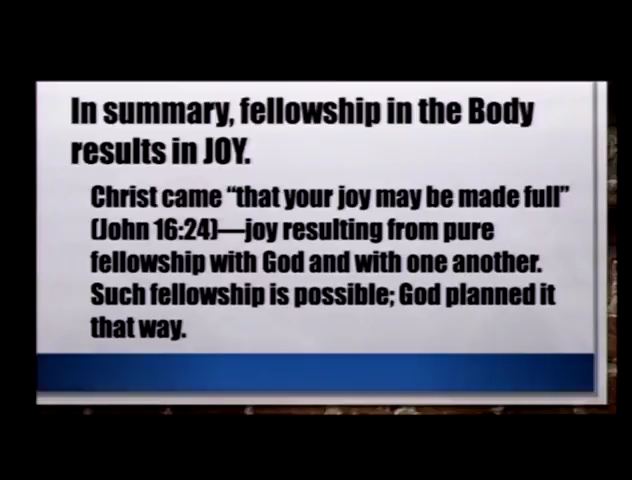 In summary, fellowship in the Body
results in JOY.
Christ came “that your joy may be made full”
(John 16:24)—joy resulting from pure
fellowship with God and with one another.
Such fellowship is possible; God planned it
that way.